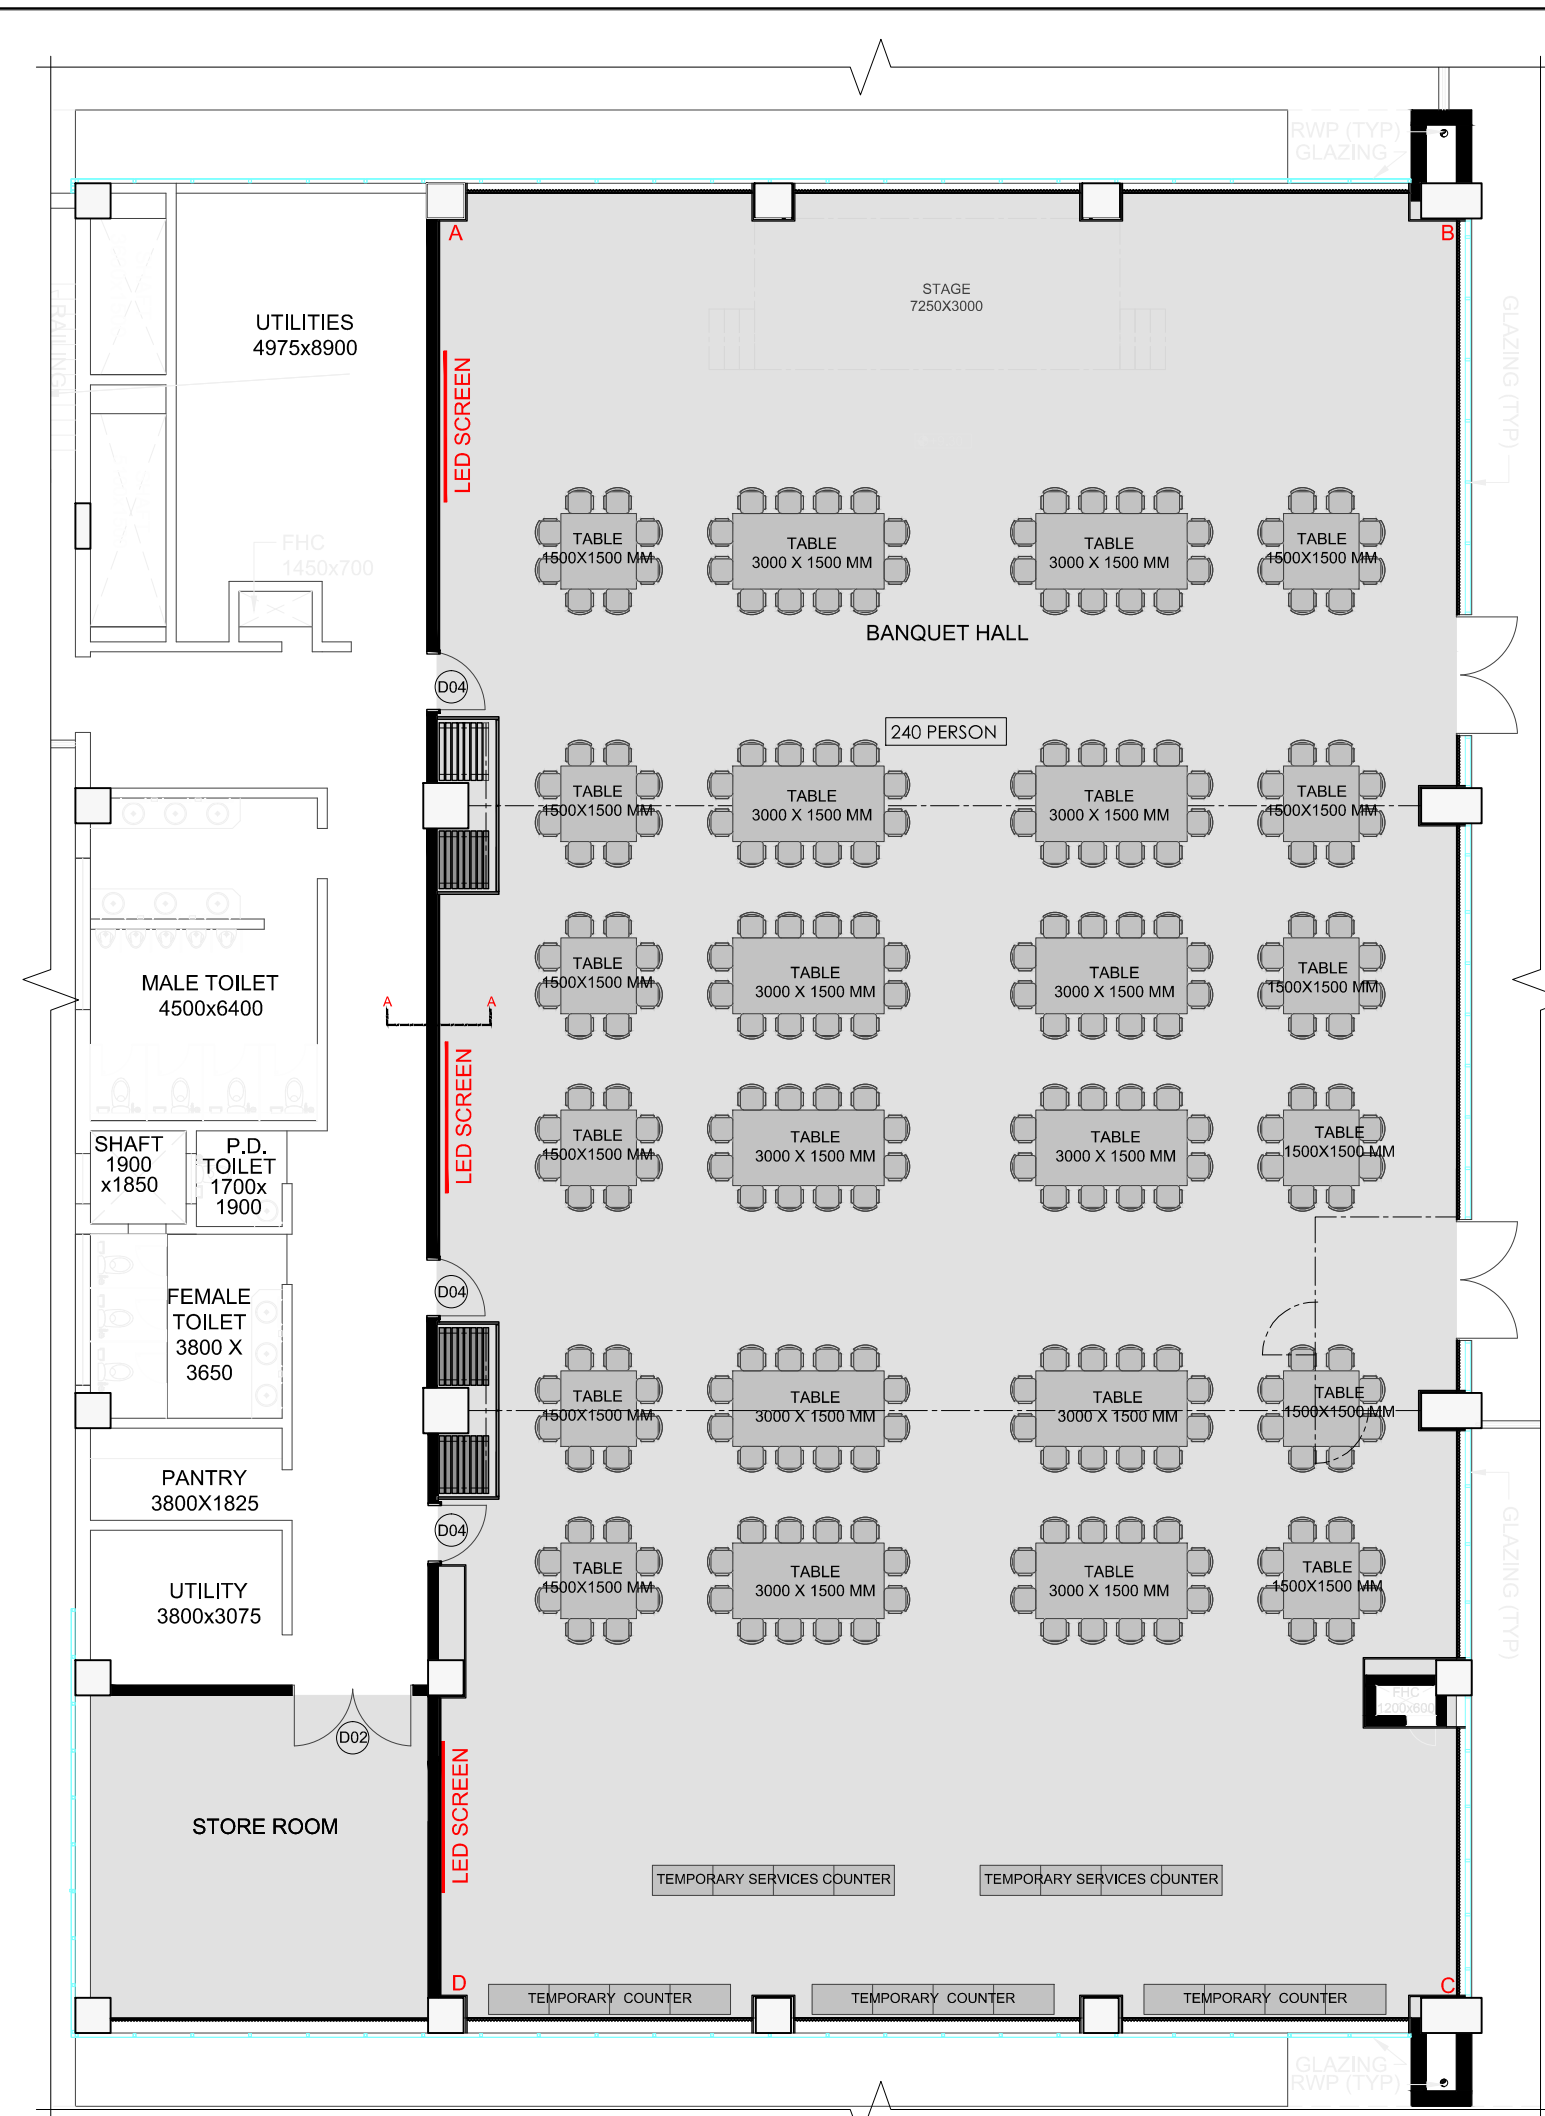 RWP (TYP)
GLAZING
A
B
STAGE
7250X3000
UTILITIES
4975x8900
RAILING
GLAZING (TYP)
LED SCREEN
FHC
1450x700
TABLE
1500X1500 MM
TABLE
3000 X 1500 MM
TABLE
3000 X 1500 MM
TABLE
1500X1500 MM
BANQUET HALL
D04
240 PERSON
TABLE
1500X1500 MM
TABLE
3000 X 1500 MM
TABLE
3000 X 1500 MM
TABLE
1500X1500 MM
MALE TOILET
4500x6400
A
A
TABLE
1500X1500 MM
TABLE
3000 X 1500 MM
TABLE
3000 X 1500 MM
TABLE
1500X1500 MM
LED SCREEN
TABLE
1500X1500 MM
TABLE
3000 X 1500 MM
TABLE
3000 X 1500 MM
TABLE
1500X1500 MM
SHAFT
1900
x1850
P.D.
TOILET
1700x
1900
D04
FEMALE
TOILET
3800 X
3650
TABLE
1500X1500 MM
TABLE
3000 X 1500 MM
TABLE
3000 X 1500 MM
TABLE
1500X1500 MM
PANTRY
3800X1825
D04
GLAZING (TYP)
UTILITY
3800x3075
TABLE
1500X1500 MM
TABLE
3000 X 1500 MM
TABLE
3000 X 1500 MM
TABLE
1500X1500 MM
FHC
1200x600
D02
STORE ROOM
LED SCREEN
TEMPORARY SERVICES COUNTER
TEMPORARY SERVICES COUNTER
D
C
TEMPORARY COUNTER
TEMPORARY COUNTER
TEMPORARY COUNTER
GLAZING
RWP (TYP)